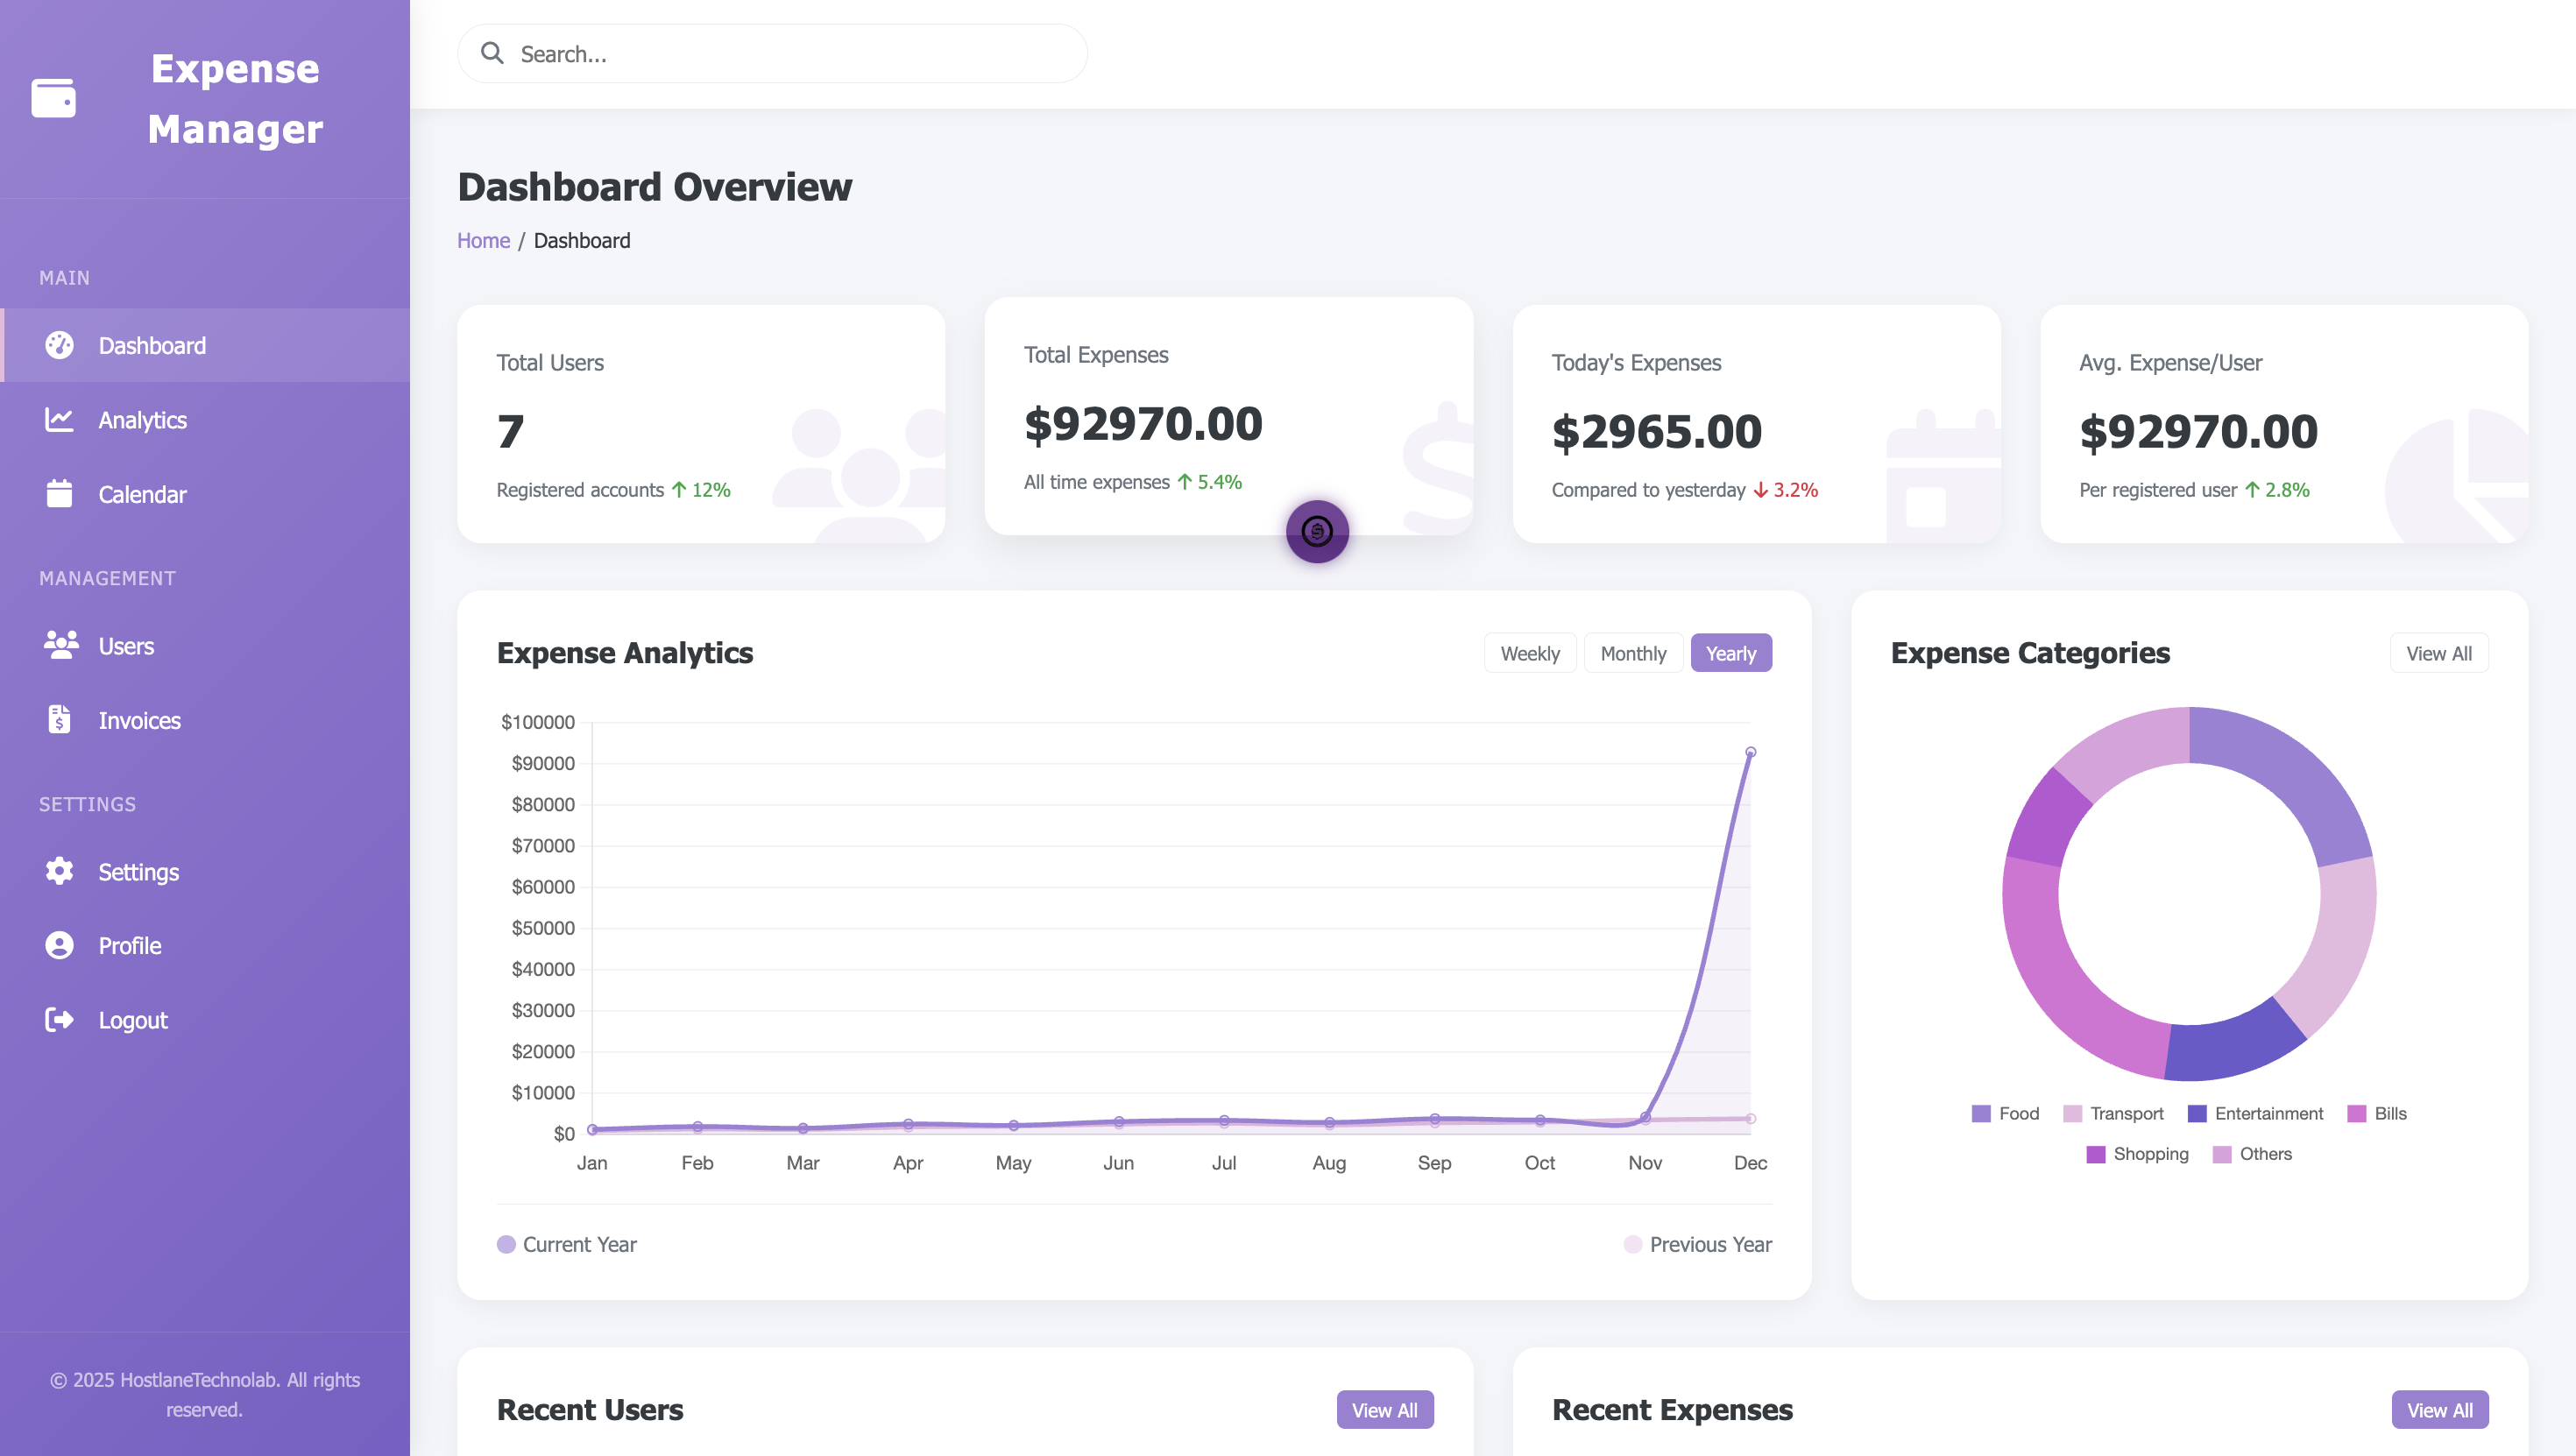 Expense
Manager
MAIN
Dashboard
Analytics
Calendar
MANAGEMENT
Users
Invoices
SETTINGS
Settings
Profile
Logout
© 2025 HostlaneTechnolab. All rights
reserved.
Search...
Dashboard Overview
Home / Dashboard
Total Users
7
Registered accounts ↑ 12%
Total Expenses
$92970.00
All time expenses ↑ 5.4%
Today's Expenses
$2965.00
Compared to yesterday ↓ 3.2%
Avg. Expense/User
$92970.00
Per registered user ↑ 2.8%
Expense Analytics
Weekly Monthly Yearly
$100000
$90000
$80000
$70000
$60000
$50000
$40000
$30000
$20000
$10000
$0
Jan Feb Mar Apr May Jun Jul Aug Sep Oct Nov Dec
Current Year Previous Year
Expense Categories
View All
Food Transport Entertainment Bills
Shopping Others
Recent Users
View All
Recent Expenses
View All